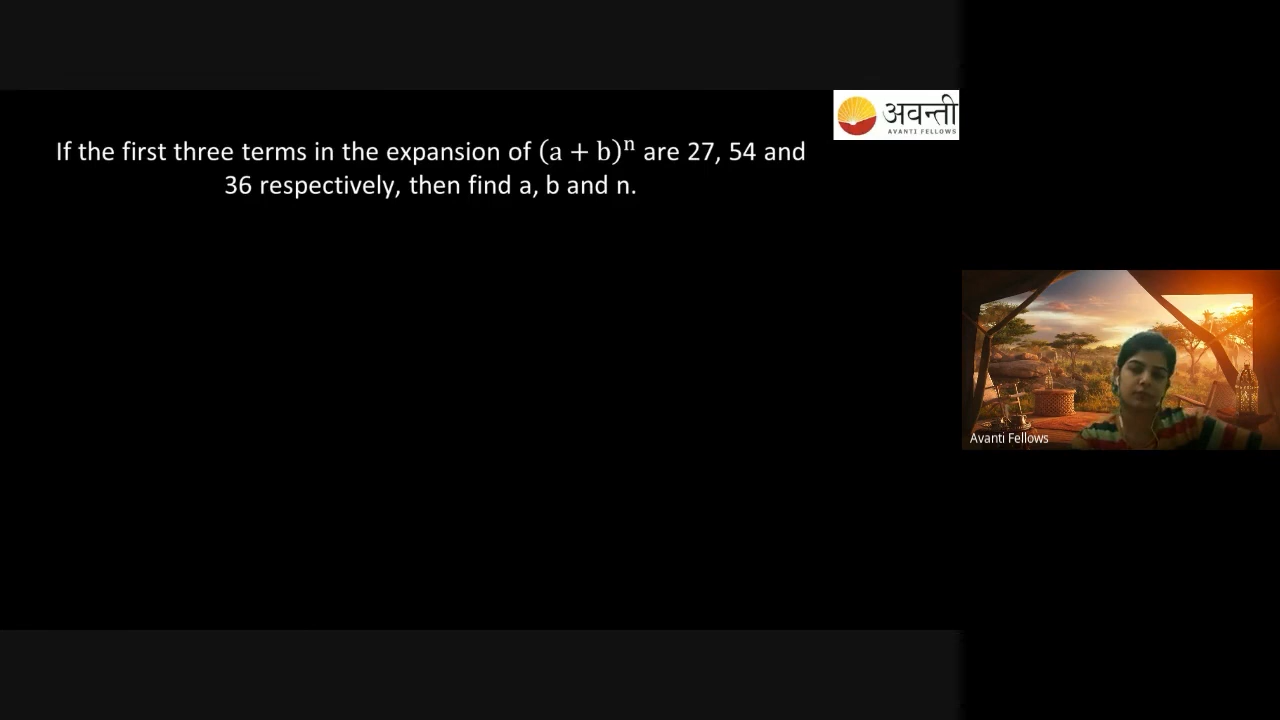 अवन्ती
AVANTI FELLOWS
If the first three terms in the expansion of (a + b)ⁿ are 27, 54 and
36 respectively, then find a, b and n.
Avanti Fellows